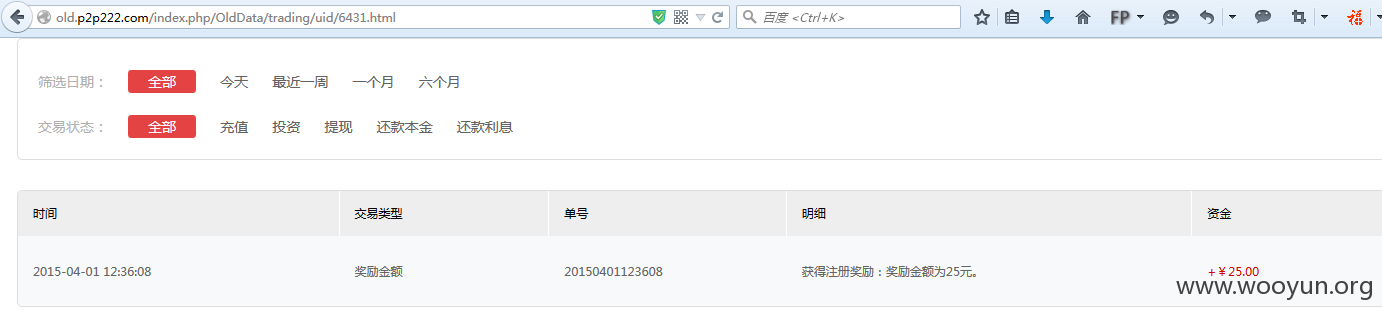 old.p2p222.com/index.php/OldData/trading/uid/6431.html 百度 <Ctrl+K> FP 福
筛选日期： 全部 今天 最近一周 一个月 六个月
交易状态： 全部 充值 投资 提现 还款本金 还款利息
时间 交易类型 单号 明细 资金
2015-04-01 12:36:08 奖励金额 20150401123608 获得注册奖励：奖励金额为25元。 +￥25.00
www.wooyun.org